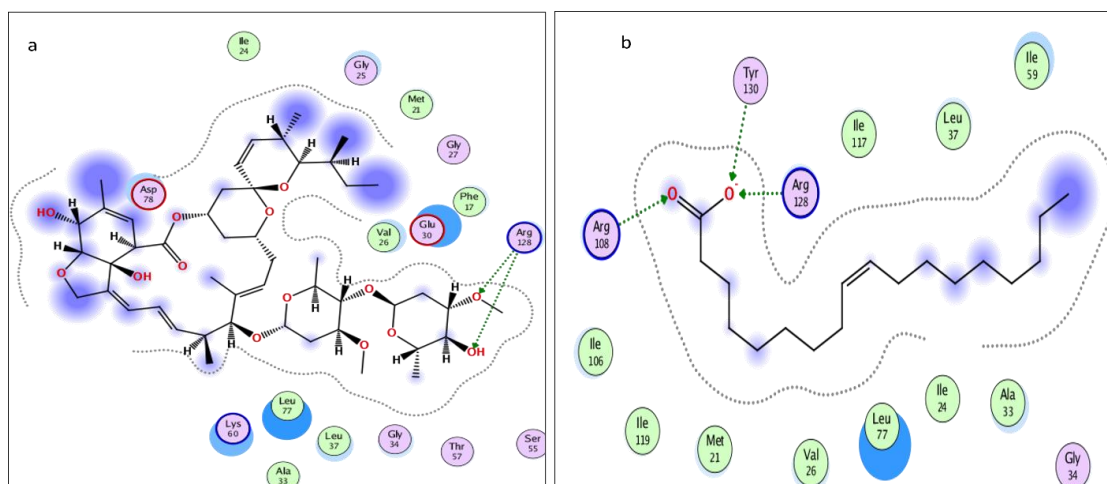 a
Ile
24
Gly
25
Met
21
Gly
27
Phe
17
Asp
78
Val
26
Glu
30
Arg
128
H
H
H
O
HO
H
O
O
H
H
O
OH
O
H
O
H
O
O
H
H
O
H
O
H
H
H
O
O
H
H
OH
Leu
77
Lys
60
Leu
37
Gly
34
Thr
57
Ser
55
Ala
33
b
Tyr
130
Ile
59
Ile
117
Leu
37
Arg
128
Arg
108
O
O
Ile
106
Ile
119
Met
21
Val
26
Leu
77
Ile
24
Ala
33
Gly
34